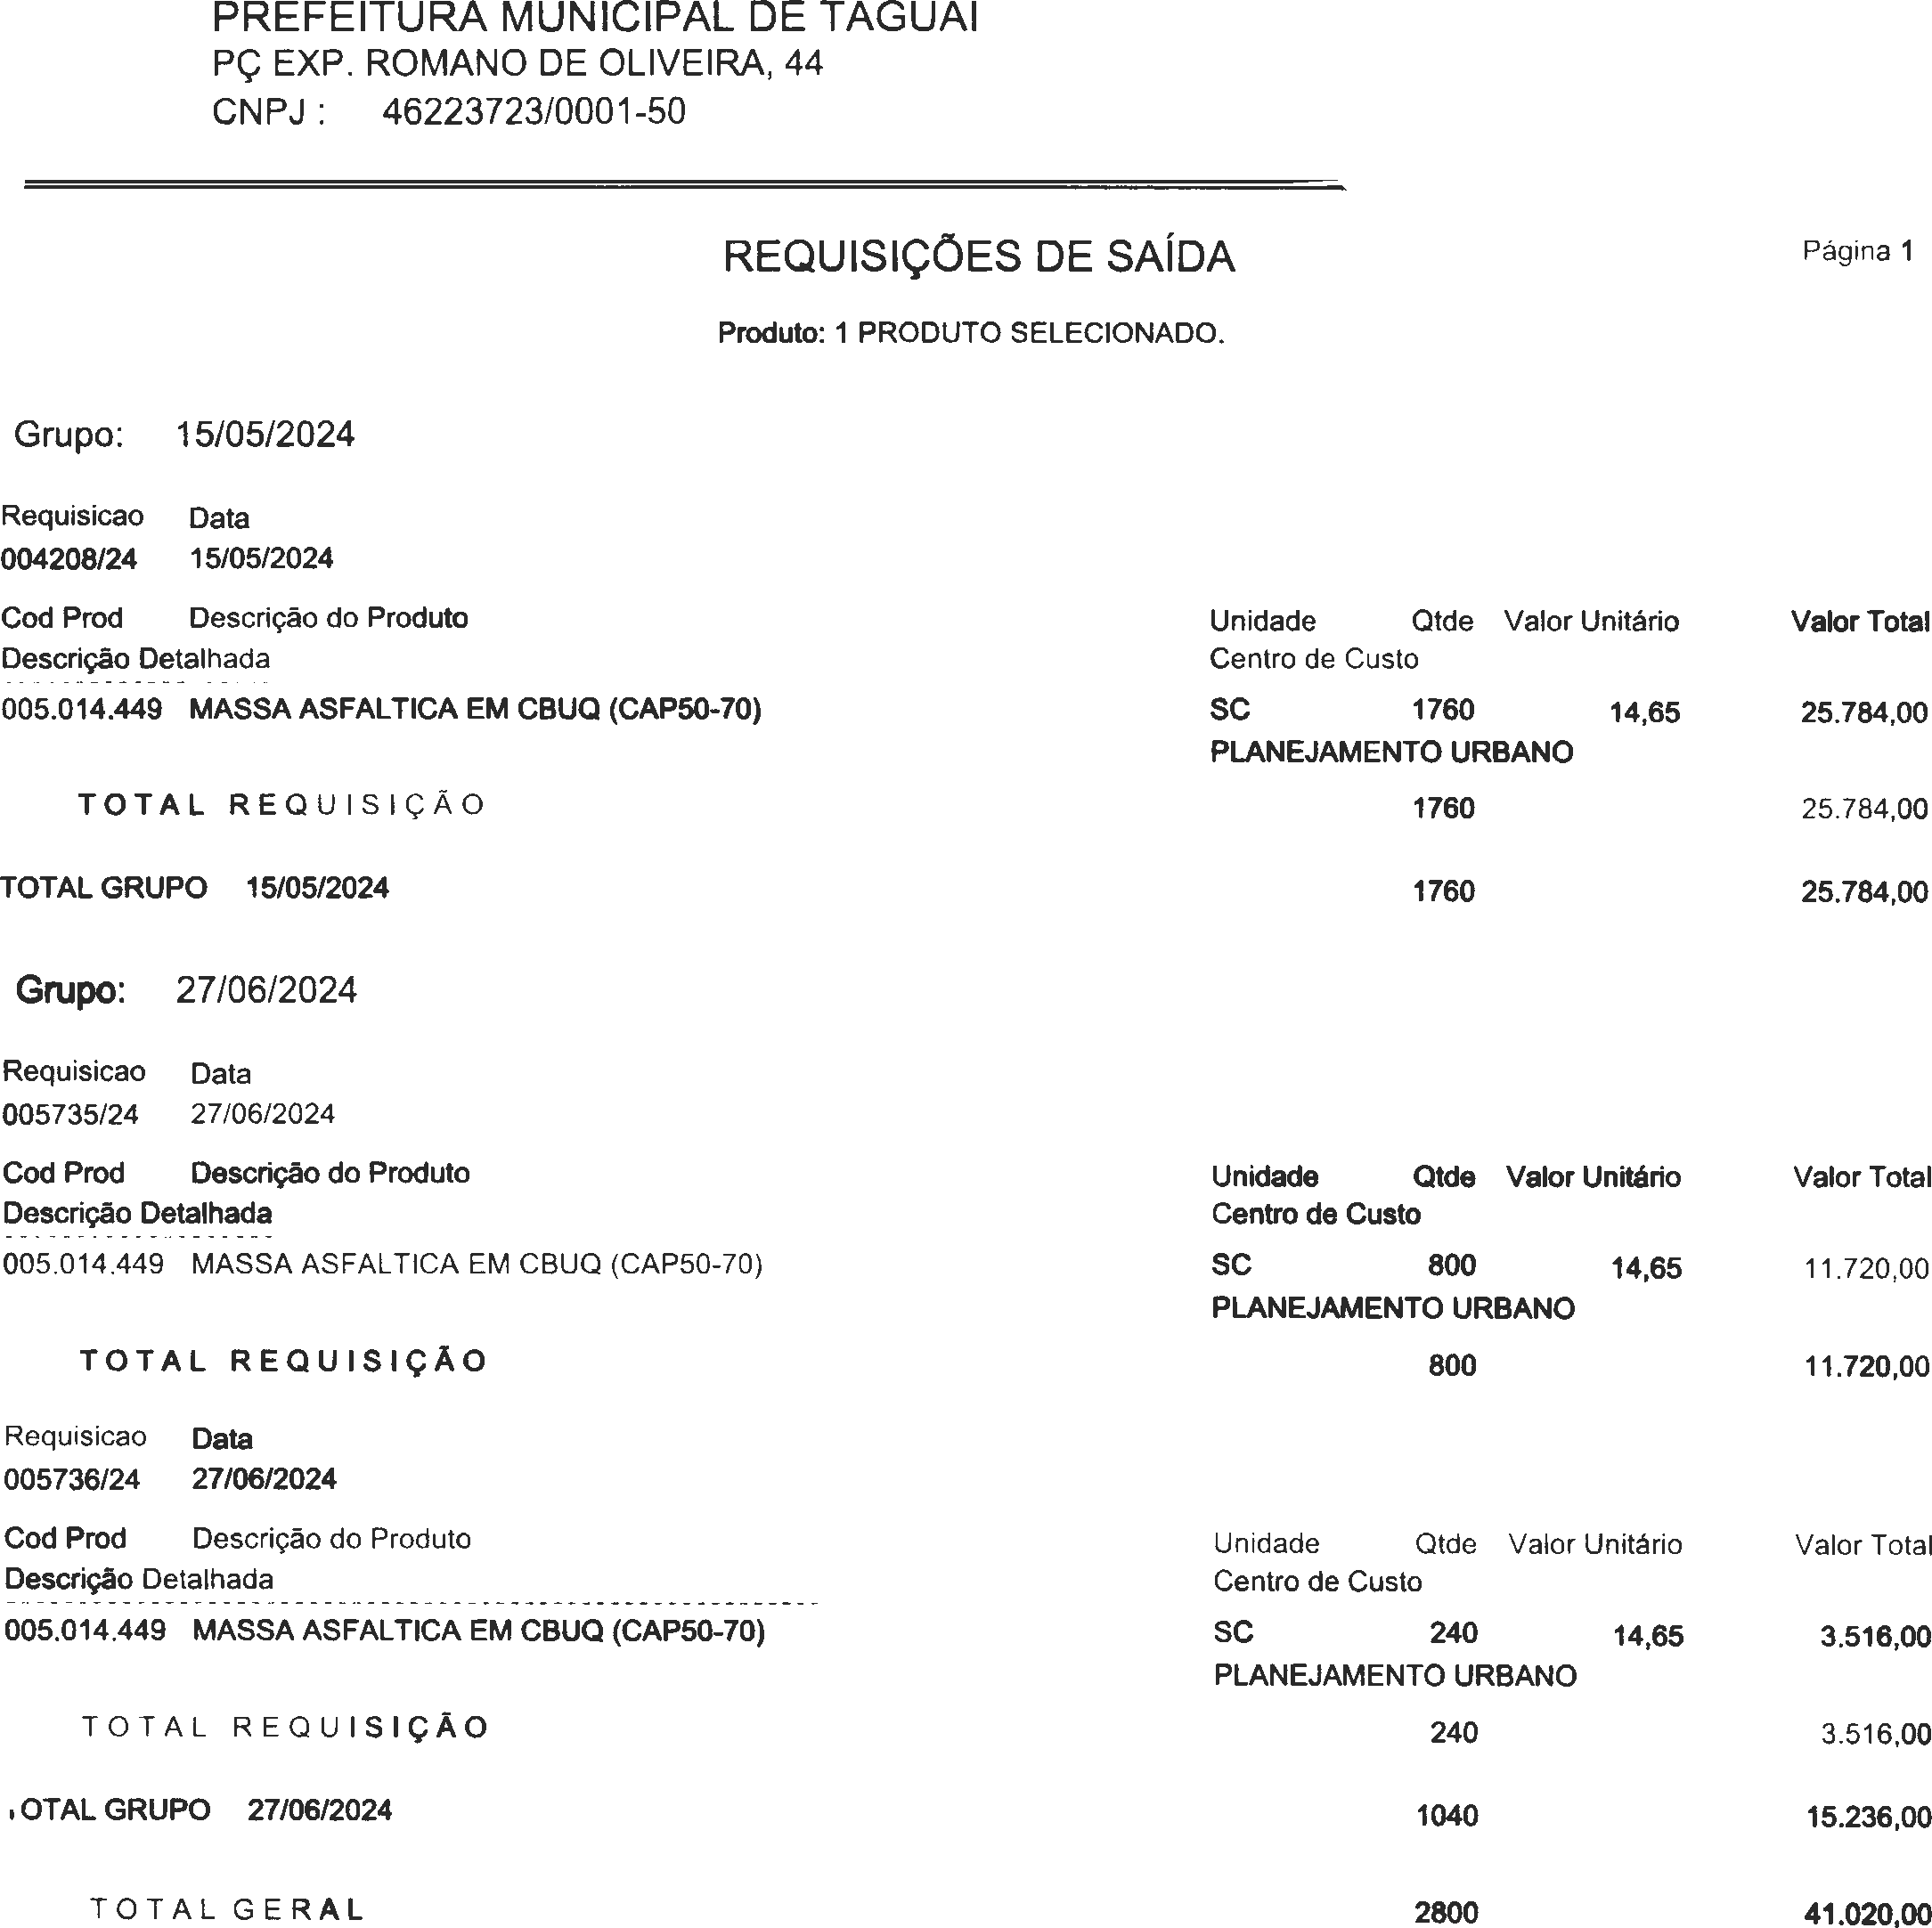 PREFEITURA MUNICIPAL DE TAGUAI
PÇ EXP. ROMANO DE OLIVEIRA, 44
CNPJ : 46223723/0001-50
REQUISIÇÕES DE SAÍDA Página 1
Produto: 1 PRODUTO SELECIONADO.
Grupo: 15/05/2024
Requisicao Data
004208/24 15/05/2024
Cod Prod Descrição do Produto Unidade Qtde Valor Unitário Valor Total
Descrição Detalhada Centro de Custo
005.014.449 MASSA ASFALTICA EM CBUQ (CAP50-70) SC 1760 14,65 25.784,00
PLANEJAMENTO URBANO
TOTAL REQUISIÇÃO 1760 25.784,00
TOTAL GRUPO 15/05/2024 1760 25.784,00
Grupo: 27/06/2024
Requisicao Data
005735/24 27/06/2024
Cod Prod Descrição do Produto Unidade Qtde Valor Unitário Valor Total
Descrição Detalhada Centro de Custo
005.014.449 MASSA ASFALTICA EM CBUQ (CAP50-70) SC 800 14,65 11.720,00
PLANEJAMENTO URBANO
TOTAL REQUISIÇÃO 800 11.720,00
Requisicao Data
005736/24 27/06/2024
Cod Prod Descrição do Produto Unidade Qtde Valor Unitário Valor Total
Descrição Detalhada Centro de Custo
005.014.449 MASSA ASFALTICA EM CBUQ (CAP50-70) SC 240 14,65 3.516,00
PLANEJAMENTO URBANO
TOTAL REQUISIÇÃO 240 3.516,00
TOTAL GRUPO 27/06/2024 1040 15.236,00
TOTAL GERAL 2800 41.020,00